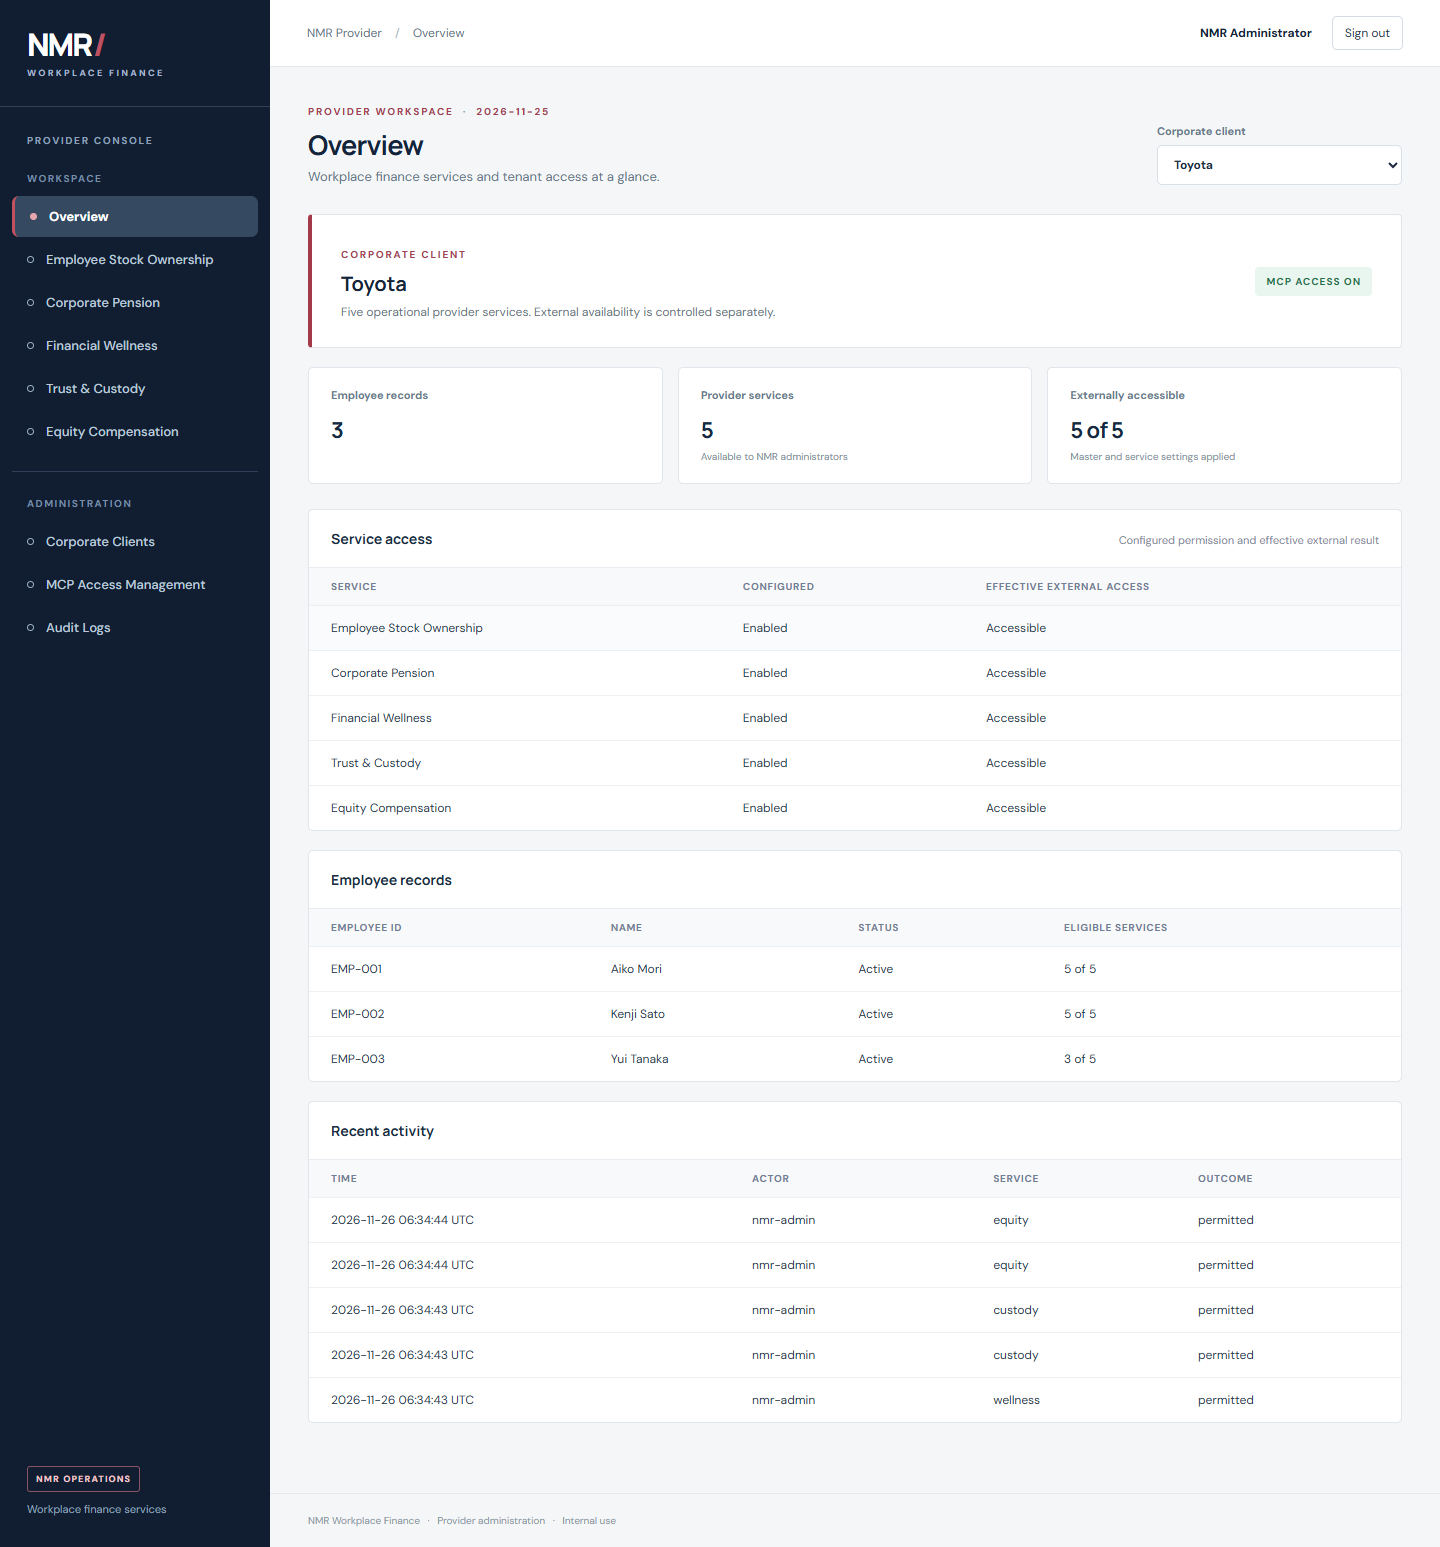 NMR/
WORKPLACE FINANCE
PROVIDER CONSOLE
WORKSPACE
Overview
Employee Stock Ownership
Corporate Pension
Financial Wellness
Trust & Custody
Equity Compensation
ADMINISTRATION
Corporate Clients
MCP Access Management
Audit Logs
NMR OPERATIONS
Workplace finance services
NMR Provider / Overview
NMR Administrator Sign out
PROVIDER WORKSPACE · 2026-11-25
Overview
Workplace finance services and tenant access at a glance.
Corporate client
Toyota
CORPORATE CLIENT
Toyota
Five operational provider services. External availability is controlled separately.
MCP ACCESS ON
Employee records
3
Provider services
5
Available to NMR administrators
Externally accessible
5 of 5
Master and service settings applied
Service access Configured permission and effective external result
SERVICE CONFIGURED EFFECTIVE EXTERNAL ACCESS
Employee Stock Ownership Enabled Accessible
Corporate Pension Enabled Accessible
Financial Wellness Enabled Accessible
Trust & Custody Enabled Accessible
Equity Compensation Enabled Accessible
Employee records
EMPLOYEE ID NAME STATUS ELIGIBLE SERVICES
EMP-001 Aiko Mori Active 5 of 5
EMP-002 Kenji Sato Active 5 of 5
EMP-003 Yui Tanaka Active 3 of 5
Recent activity
TIME ACTOR SERVICE OUTCOME
2026-11-26 06:34:44 UTC nmr-admin equity permitted
2026-11-26 06:34:44 UTC nmr-admin equity permitted
2026-11-26 06:34:43 UTC nmr-admin custody permitted
2026-11-26 06:34:43 UTC nmr-admin custody permitted
2026-11-26 06:34:43 UTC nmr-admin wellness permitted
NMR Workplace Finance · Provider administration · Internal use